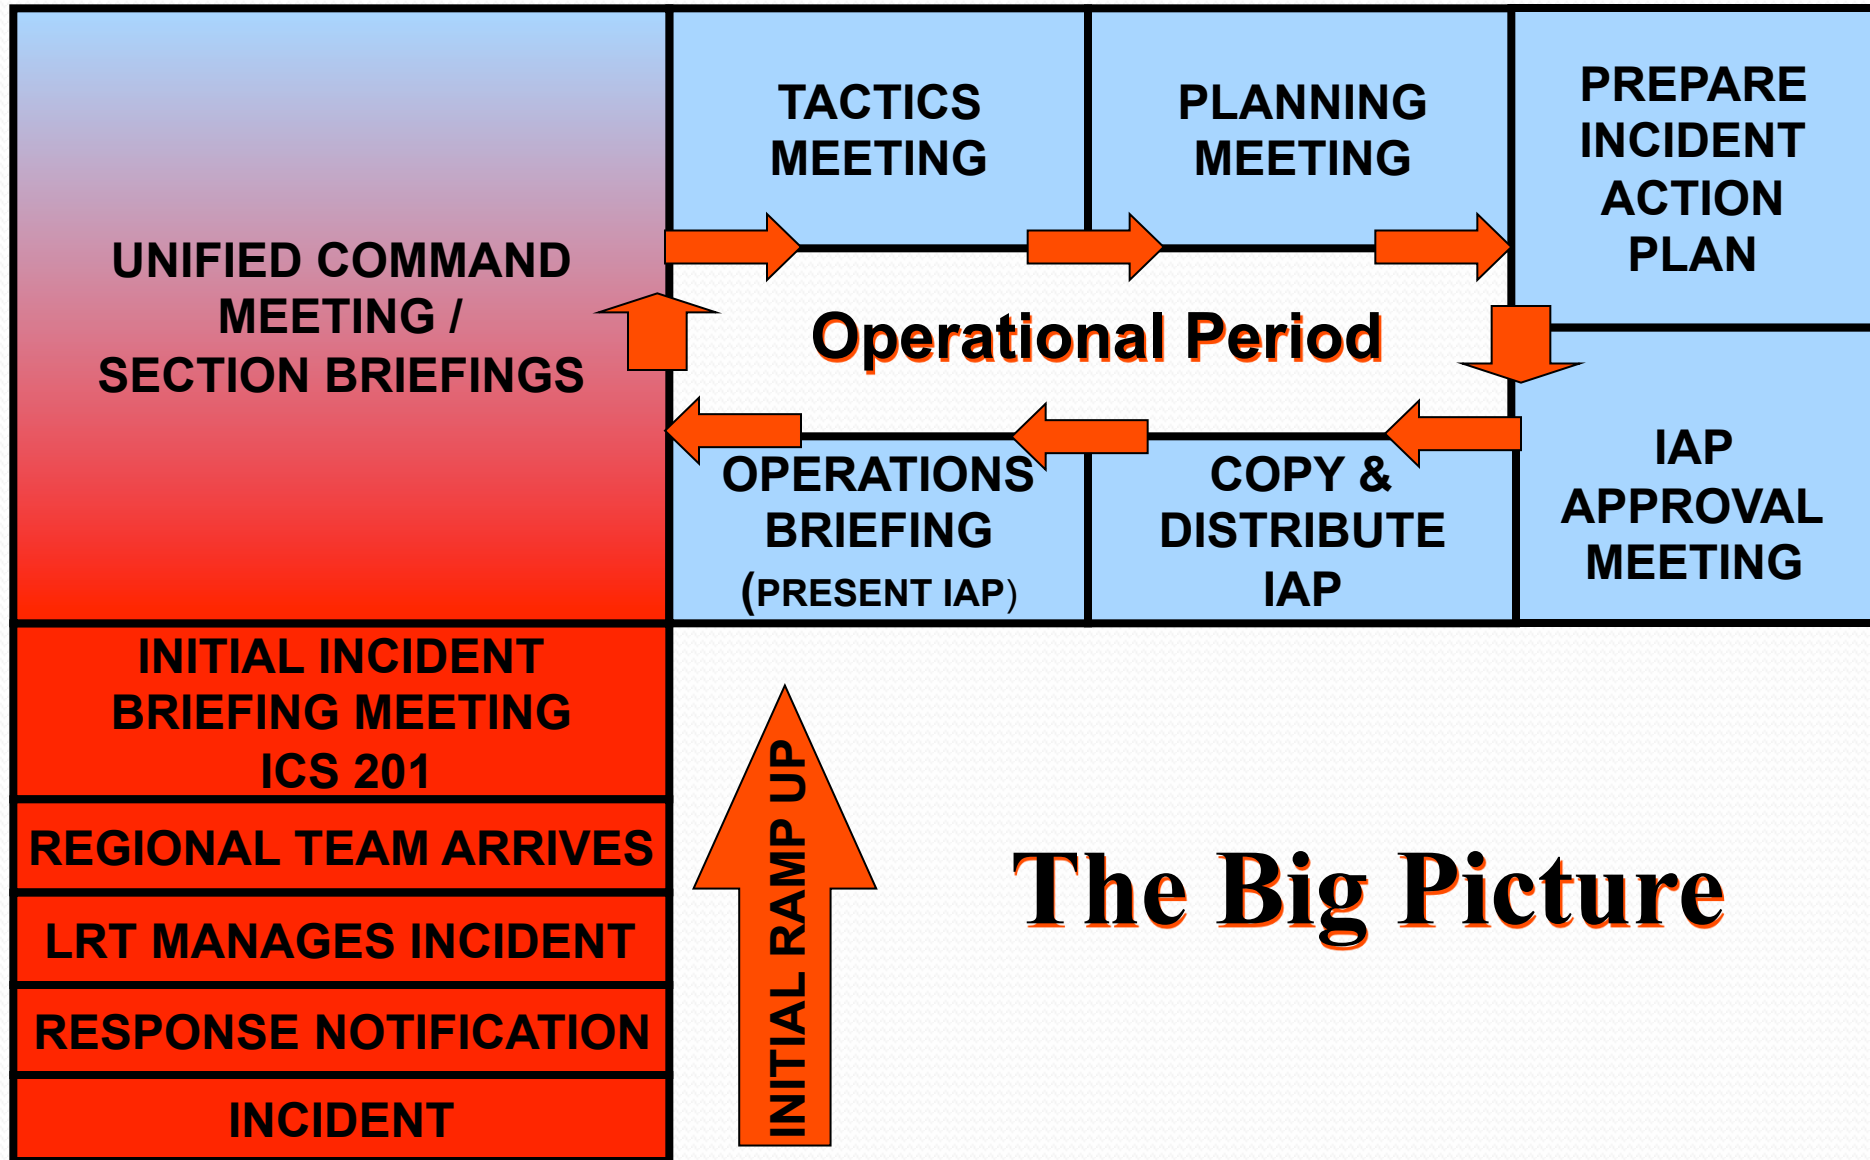 UNIFIED COMMAND
MEETING /
SECTION BRIEFINGS
TACTICS
MEETING
PLANNING
MEETING
PREPARE
INCIDENT
ACTION
PLAN
Operational Period
OPERATIONS
BRIEFING
(PRESENT IAP)
COPY &
DISTRIBUTE
IAP
IAP
APPROVAL
MEETING
INITIAL INCIDENT
BRIEFING MEETING
ICS 201
REGIONAL TEAM ARRIVES
LRT MANAGES INCIDENT
RESPONSE NOTIFICATION
INCIDENT
INITIAL RAMP UP
The Big Picture